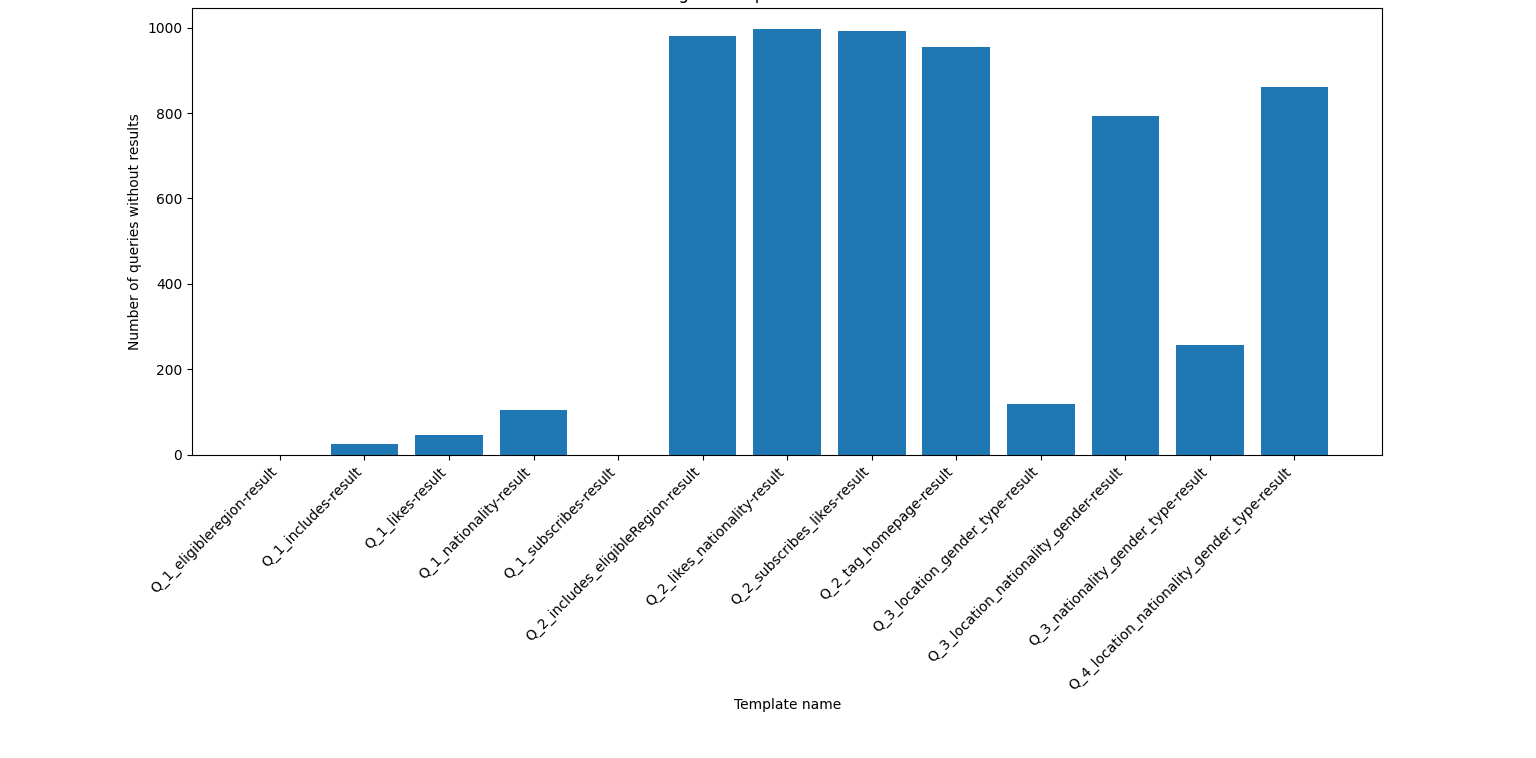 1000
800
600
400
200
0
Number of queries without results
Q_1_eligibleregion-result
Q_1_includes-result
Q_1_likes-result
Q_1_nationality-result
Q_1_subscribes-result
Q_2_includes_eligibleRegion-result
Q_2_likes_nationality-result
Q_2_subscribes_likes-result
Q_2_tag_homepage-result
Q_3_location_gender_type-result
Q_3_location_nationality_gender-result
Q_3_nationality_gender_type-result
Q_4_location_nationality_gender_type-result
Template name